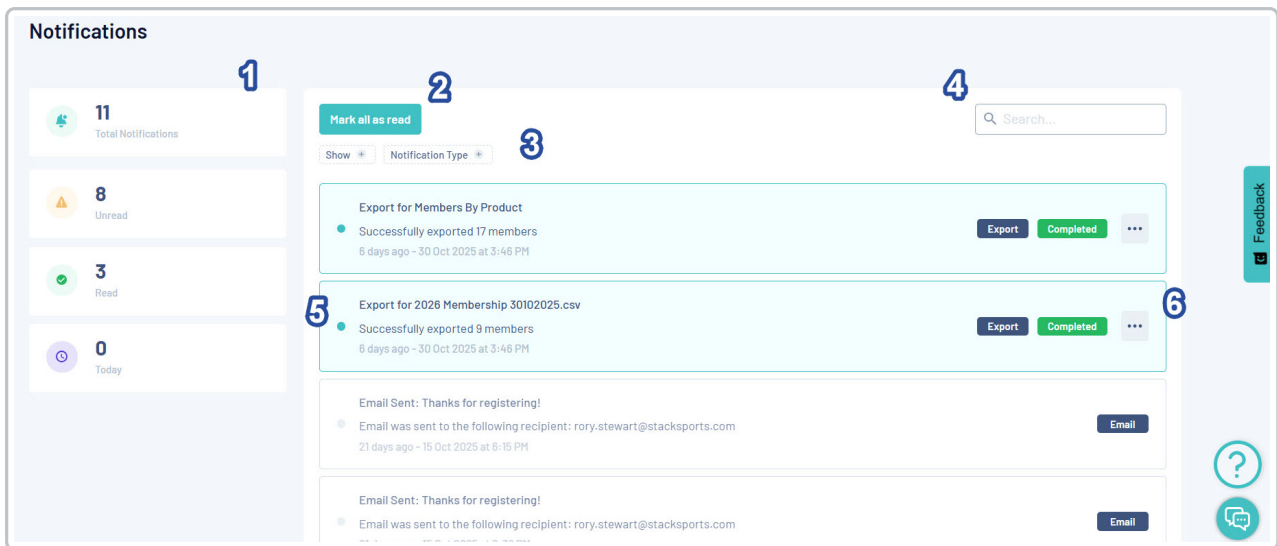 Notifications
1
11
Total Notifications
8
Unread
3
Read
0
Today
2
Mark all as read
3
Show +
Notification Type +
4
Search...
Export for Members By Product
Successfully exported 17 members
6 days ago - 30 Oct 2025 at 3:46 PM
Export
Completed
5
Export for 2026 Membership 30102025.csv
Successfully exported 9 members
6 days ago - 30 Oct 2025 at 3:46 PM
Export
Completed
6
Email Sent: Thanks for registering!
Email was sent to the following recipient: rory.stewart@stacksports.com
21 days ago - 15 Oct 2025 at 6:15 PM
Email
Email Sent: Thanks for registering!
Email was sent to the following recipient: rory.stewart@stacksports.com
Email
Feedback
?